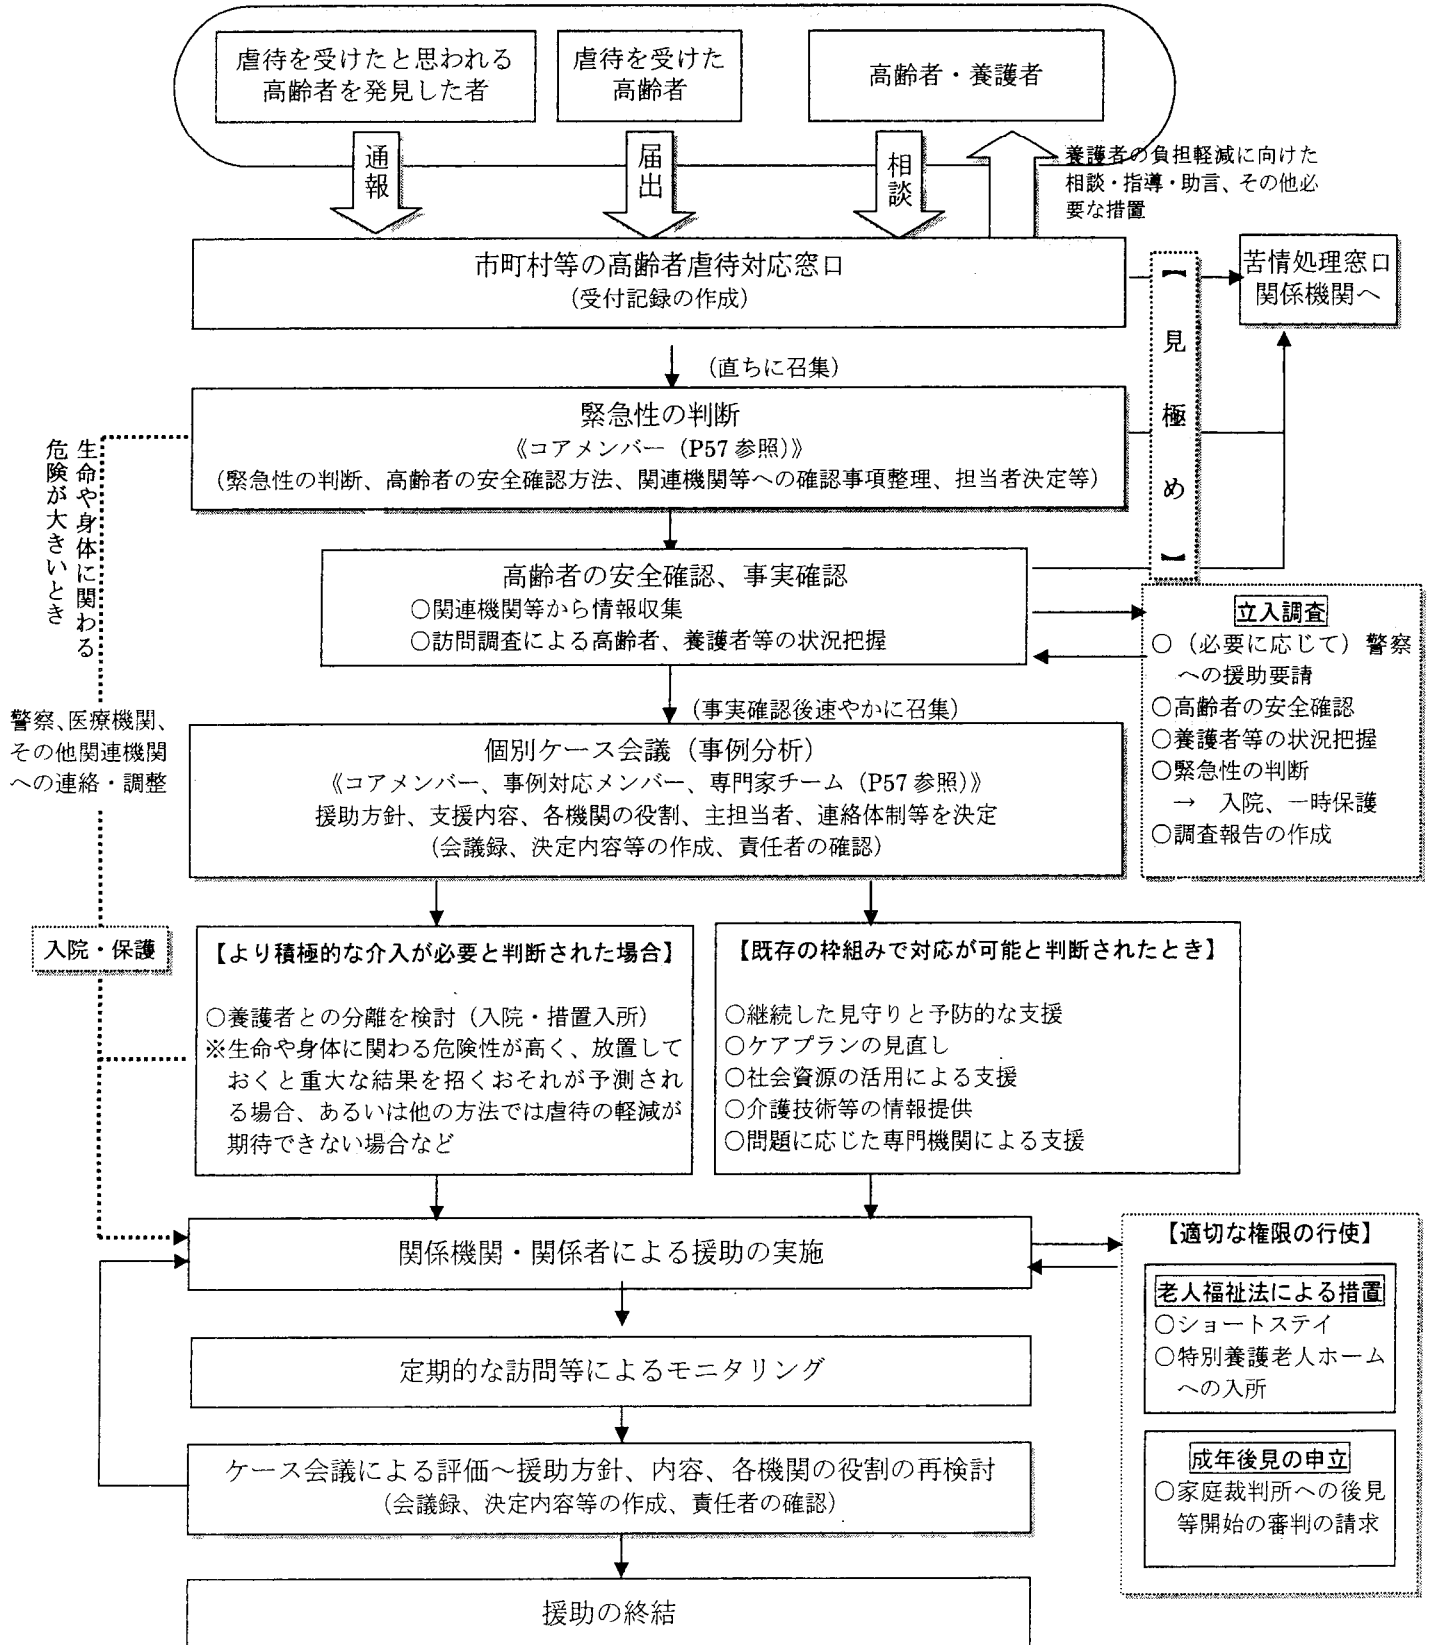 虐待を受けたと思われる
高齢者を発見した者
虐待を受けた
高齢者
高齢者・養護者
通報
届出
相談
養護者の負担軽減に向けた
相談・指導・助言、その他必
要な措置
市町村等の高齢者虐待対応窓口
(受付記録の作成)
【見極め】
苦情処理窓口
関係機関へ
(直ちに召集)
緊急性の判断
《コアメンバー（P57 参照）》
(緊急性の判断、高齢者の安全確認方法、関連機関等への確認事項整理、担当者決定等)
生命や身体に関わる
危険が大きいとき
高齢者の安全確認、事実確認
○関連機関等から情報収集
○訪問調査による高齢者、養護者等の状況把握
立入調査
○（必要に応じて）警察
への援助要請
○高齢者の安全確認
○養護者等の状況把握
○緊急性の判断
→ 入院、一時保護
○調査報告の作成
(事実確認後速やかに召集)
警察、医療機関、
その他関連機関
への連絡・調整
個別ケース会議（事例分析）
《コアメンバー、事例対応メンバー、専門家チーム（P57 参照）》
援助方針、支援内容、各機関の役割、主担当者、連絡体制等を決定
(会議録、決定内容等の作成、責任者の確認)
入院・保護
【より積極的な介入が必要と判断された場合】
○養護者との分離を検討（入院・措置入所）
※生命や身体に関わる危険性が高く、放置して
おくと重大な結果を招くおそれが予測され
る場合、あるいは他の方法では虐待の軽減が
期待できない場合など
【既存の枠組みで対応が可能と判断されたとき】
○継続した見守りと予防的な支援
○ケアプランの見直し
○社会資源の活用による支援
○介護技術等の情報提供
○問題に応じた専門機関による支援
関係機関・関係者による援助の実施
【適切な権限の行使】
老人福祉法による措置
○ショートステイ
○特別養護老人ホーム
への入所
成年後見の申立
○家庭裁判所への後見
等開始の審判の請求
定期的な訪問等によるモニタリング
ケース会議による評価～援助方針、内容、各機関の役割の再検討
(会議録、決定内容等の作成、責任者の確認)
援助の終結